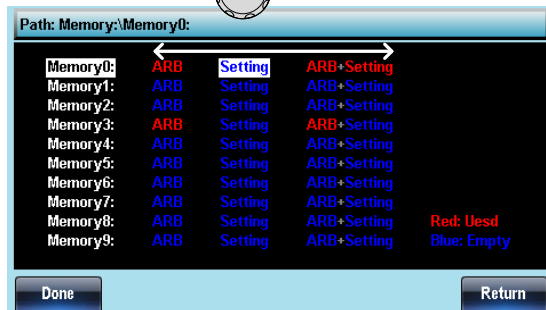 Path: Memory:\Memory0:
Memory0: ARB Setting ARB+Setting
Memory1: ARB Setting ARB+Setting
Memory2: ARB Setting ARB+Setting
Memory3: ARB Setting ARB+Setting
Memory4: ARB Setting ARB+Setting
Memory5: ARB Setting ARB+Setting
Memory6: ARB Setting ARB+Setting
Memory7: ARB Setting ARB+Setting
Memory8: ARB Setting ARB+Setting Red: Uesd
Memory9: ARB Setting ARB+Setting Blue: Empty
Done Return